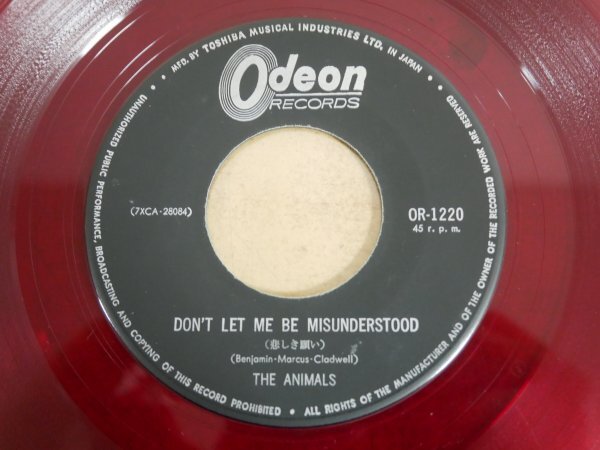 MFD. BY TOSHIBA MUSICAL INDUSTRIES LTD. IN JAPAN
Odeon
RECORDS
(7XCA-28084)
OR-1220
45 r. p. m.
DON'T LET ME BE MISUNDERSTOOD
(悲しき願い)
(Benjamin-Marcus-Cladwell)
THE ANIMALS
UNAUTHORIZED PUBLIC PERFORMANCE, BROADCASTING AND COPYING OF THIS RECORD PROHIBITED • ALL RIGHTS OF THE MANUFACTURER AND OF THE OWNER OF THE RECORDED WORK ARE RESERVED